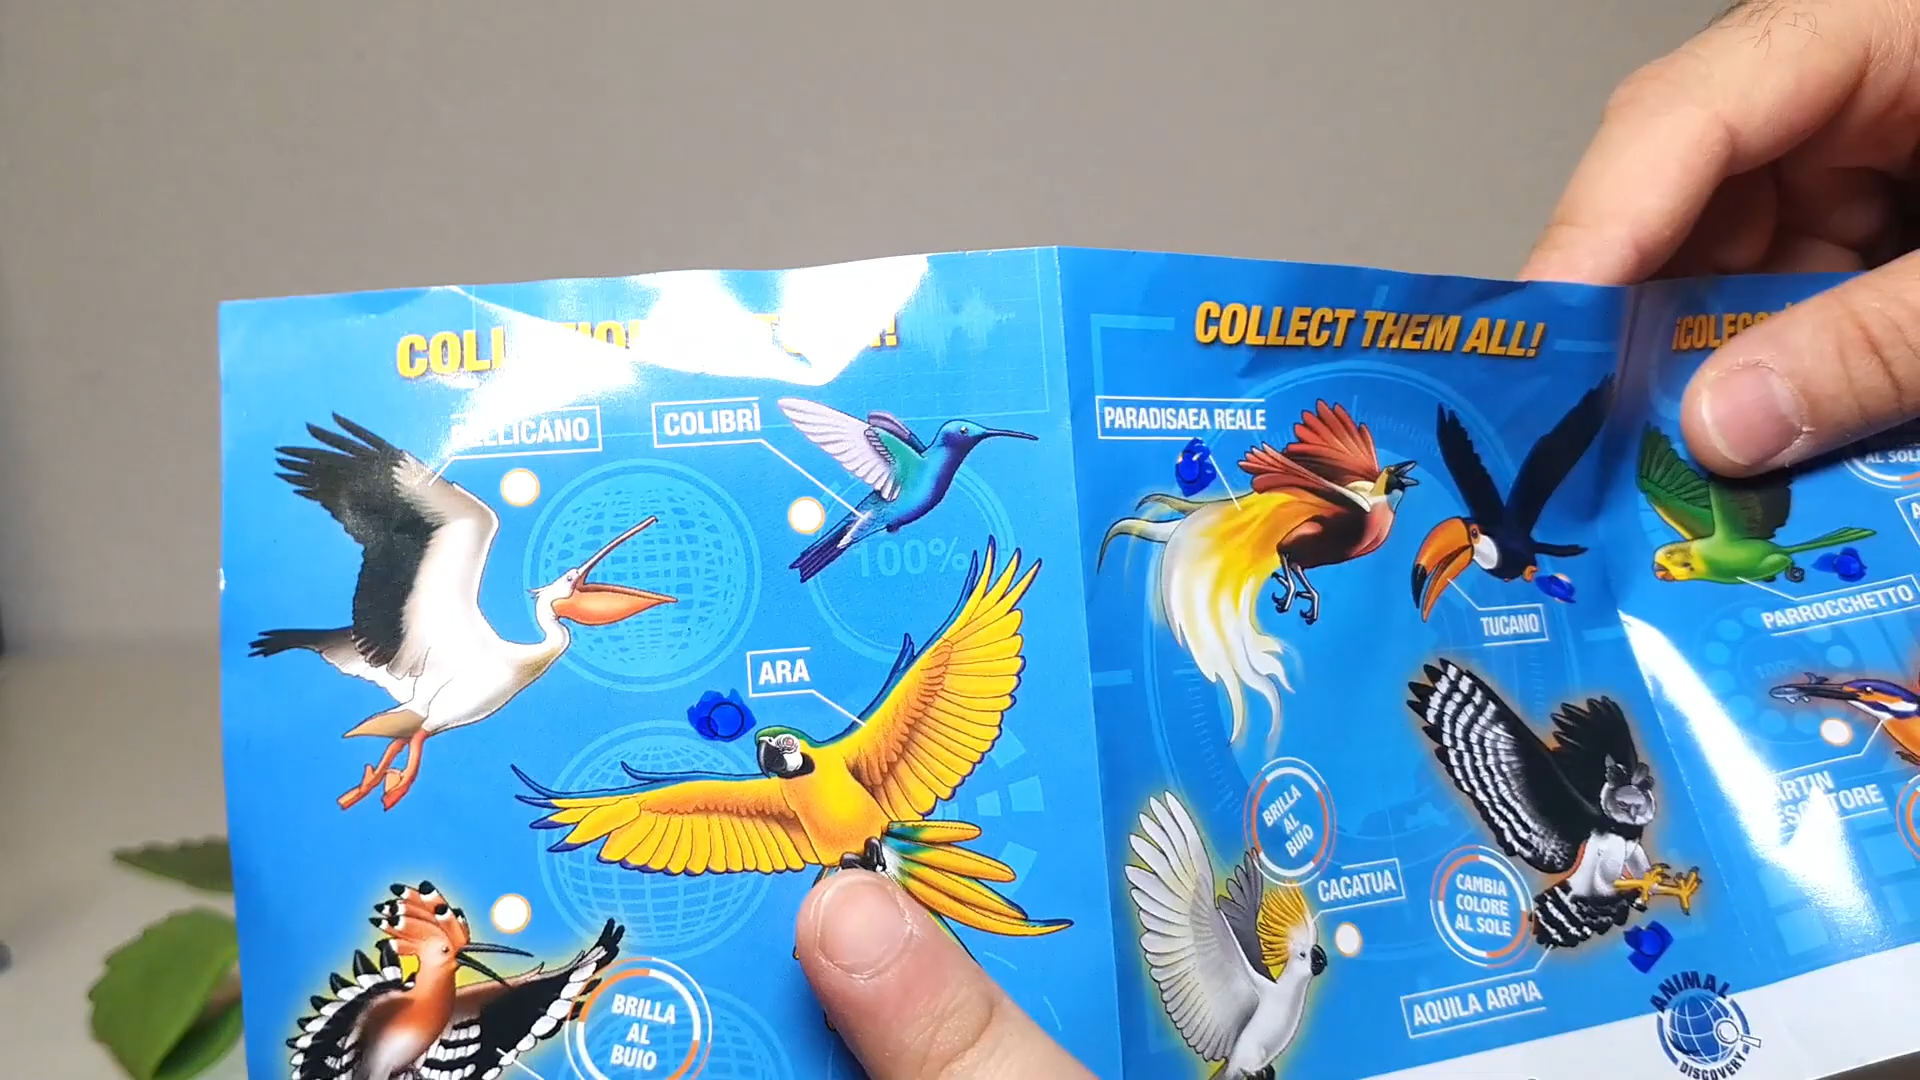 COLLECT THEM ALL!
COLIBRÌ
100%
ARA
BRILLA
AL
BUIO
PARADISAEA REALE
TUCANO
BRILLA
AL
BUIO
CACATUA
CAMBIA
COLORE
AL SOLE
AQUILA ARPIA
ANIMAL
DISCOVERY
PARROCCHETTO